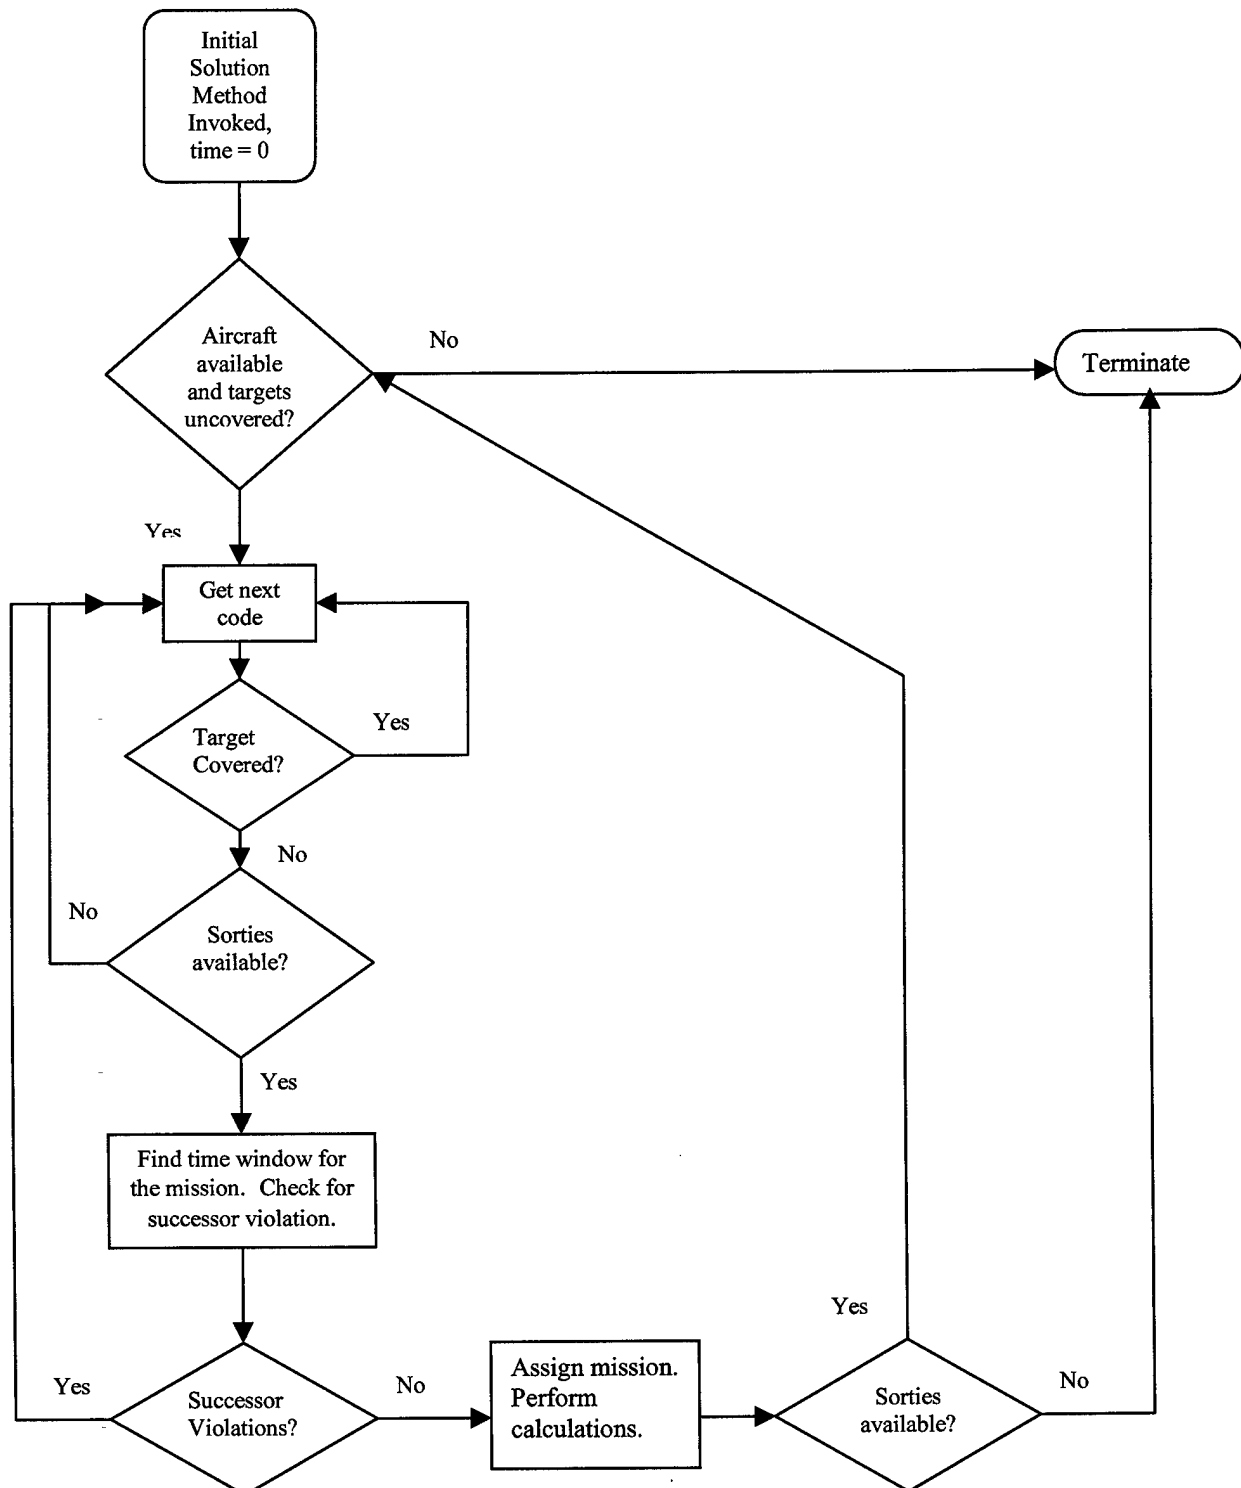 Initial
Solution
Method
Invoked,
time = 0
Aircraft
available
and targets
uncovered?
No
Terminate
Yes
Get next
code
Target
Covered?
Yes
No
No
Sorties
available?
Yes
Find time window for
the mission. Check for
successor violation.
Yes
Successor
Violations?
No
Assign mission.
Perform
calculations.
Yes
Sorties
available?
No